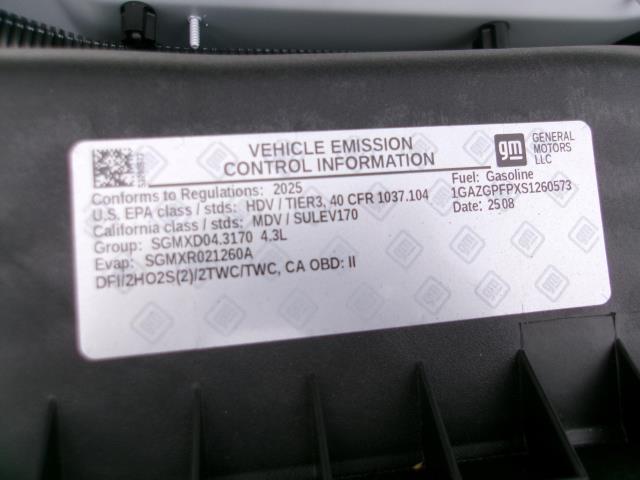 VEHICLE EMISSION
CONTROL INFORMATION
gm
GENERAL
MOTORS
LLC
Conforms to Regulations: 2025
U.S. EPA class / stds: HDV / TIER3, 40 CFR 1037.104
California class / stds: MDV / SULEV170
Group: SGMXD04.3170 4.3L
Evap: SGMXR021260A
DFI/2HO2S(2)/2TWC/TWC, CA OBD: II
Fuel: Gasoline
1GAZGPFPXS1260573
Date: 25 08